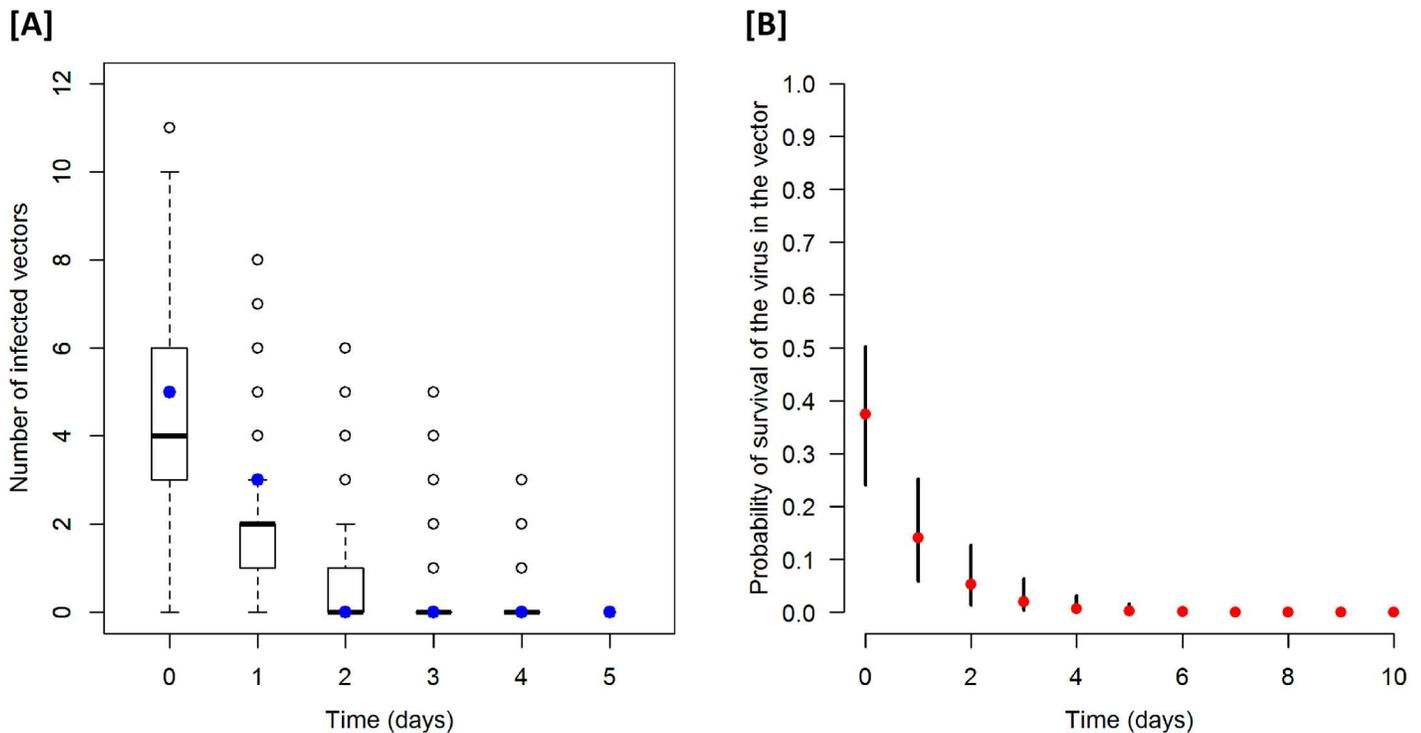 [A]
12
10
8
6
4
2
0
Number of infected vectors
0 1 2 3 4 5
Time (days)
[B]
1.0
0.9
0.8
0.7
0.6
0.5
0.4
0.3
0.2
0.1
0.0
Probability of survival of the virus in the vector
0 2 4 6 8 10
Time (days)